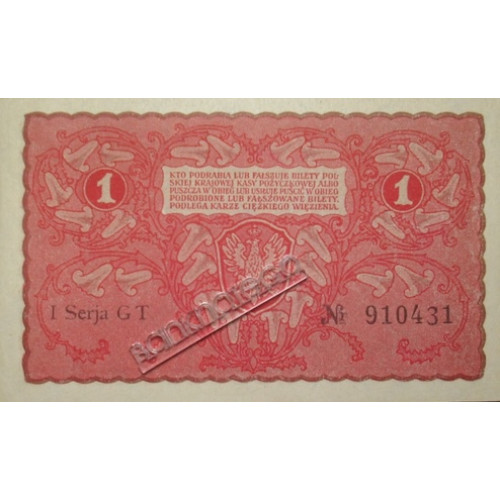 KTO PODRABIA LUB FAŁSZUJE BILETY POL-
SKIEJ KRAJOWEJ KASY POŻYCZKOWEJ ALBO
PUSZCZA W OBIEG LUB USIŁUJE PUŚCIĆ W OBIEG
PODROBIONE LUB FAŁSZOWANE BILETY,
PODLEGA KARZE CIĘŻKIEGO WIĘZIENIA.
1 1
I Serja G T № 910431